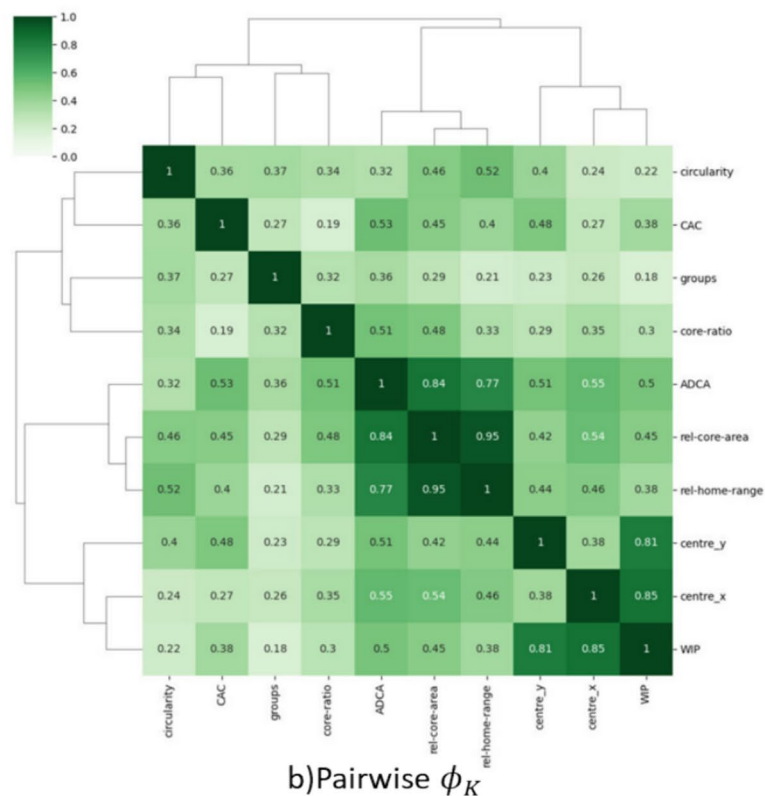 1.0
0.8
0.6
0.4
0.2
0.0
1 0.36 0.37 0.34 0.32 0.46 0.52 0.4 0.24 0.22 circularity
0.36 1 0.27 0.19 0.53 0.45 0.4 0.48 0.27 0.38 CAC
0.37 0.27 1 0.32 0.36 0.29 0.21 0.23 0.26 0.18 groups
0.34 0.19 0.32 1 0.51 0.48 0.33 0.29 0.35 0.3 core-ratio
0.32 0.53 0.36 0.51 1 0.84 0.77 0.51 0.55 0.5 ADCA
0.46 0.45 0.29 0.48 0.84 1 0.95 0.42 0.54 0.45 rel-core-area
0.52 0.4 0.21 0.33 0.77 0.95 1 0.44 0.46 0.38 rel-home-range
0.4 0.48 0.23 0.29 0.51 0.42 0.44 1 0.38 0.81 centre_y
0.24 0.27 0.26 0.35 0.55 0.54 0.46 0.38 1 0.85 centre_x
0.22 0.38 0.18 0.3 0.5 0.45 0.38 0.81 0.85 1 WIP
circularity CAC groups core-ratio ADCA rel-core-area rel-home-range centre_y centre_x WIP
b)Pairwise ϕ_K